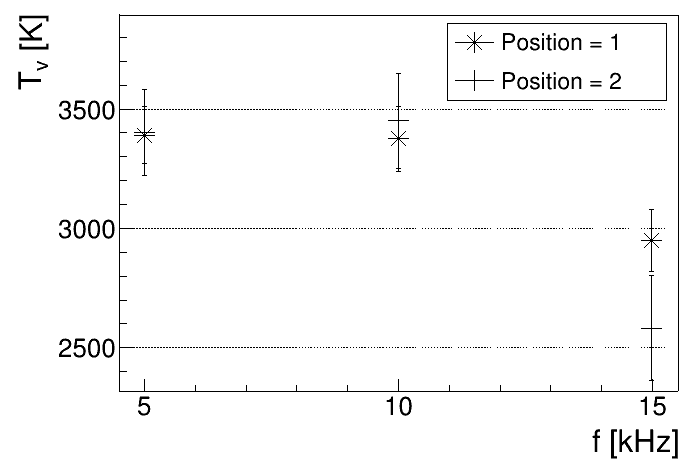 T_v [K]
Position = 1
Position = 2
3500
3000
2500
5 10 15
f [kHz]